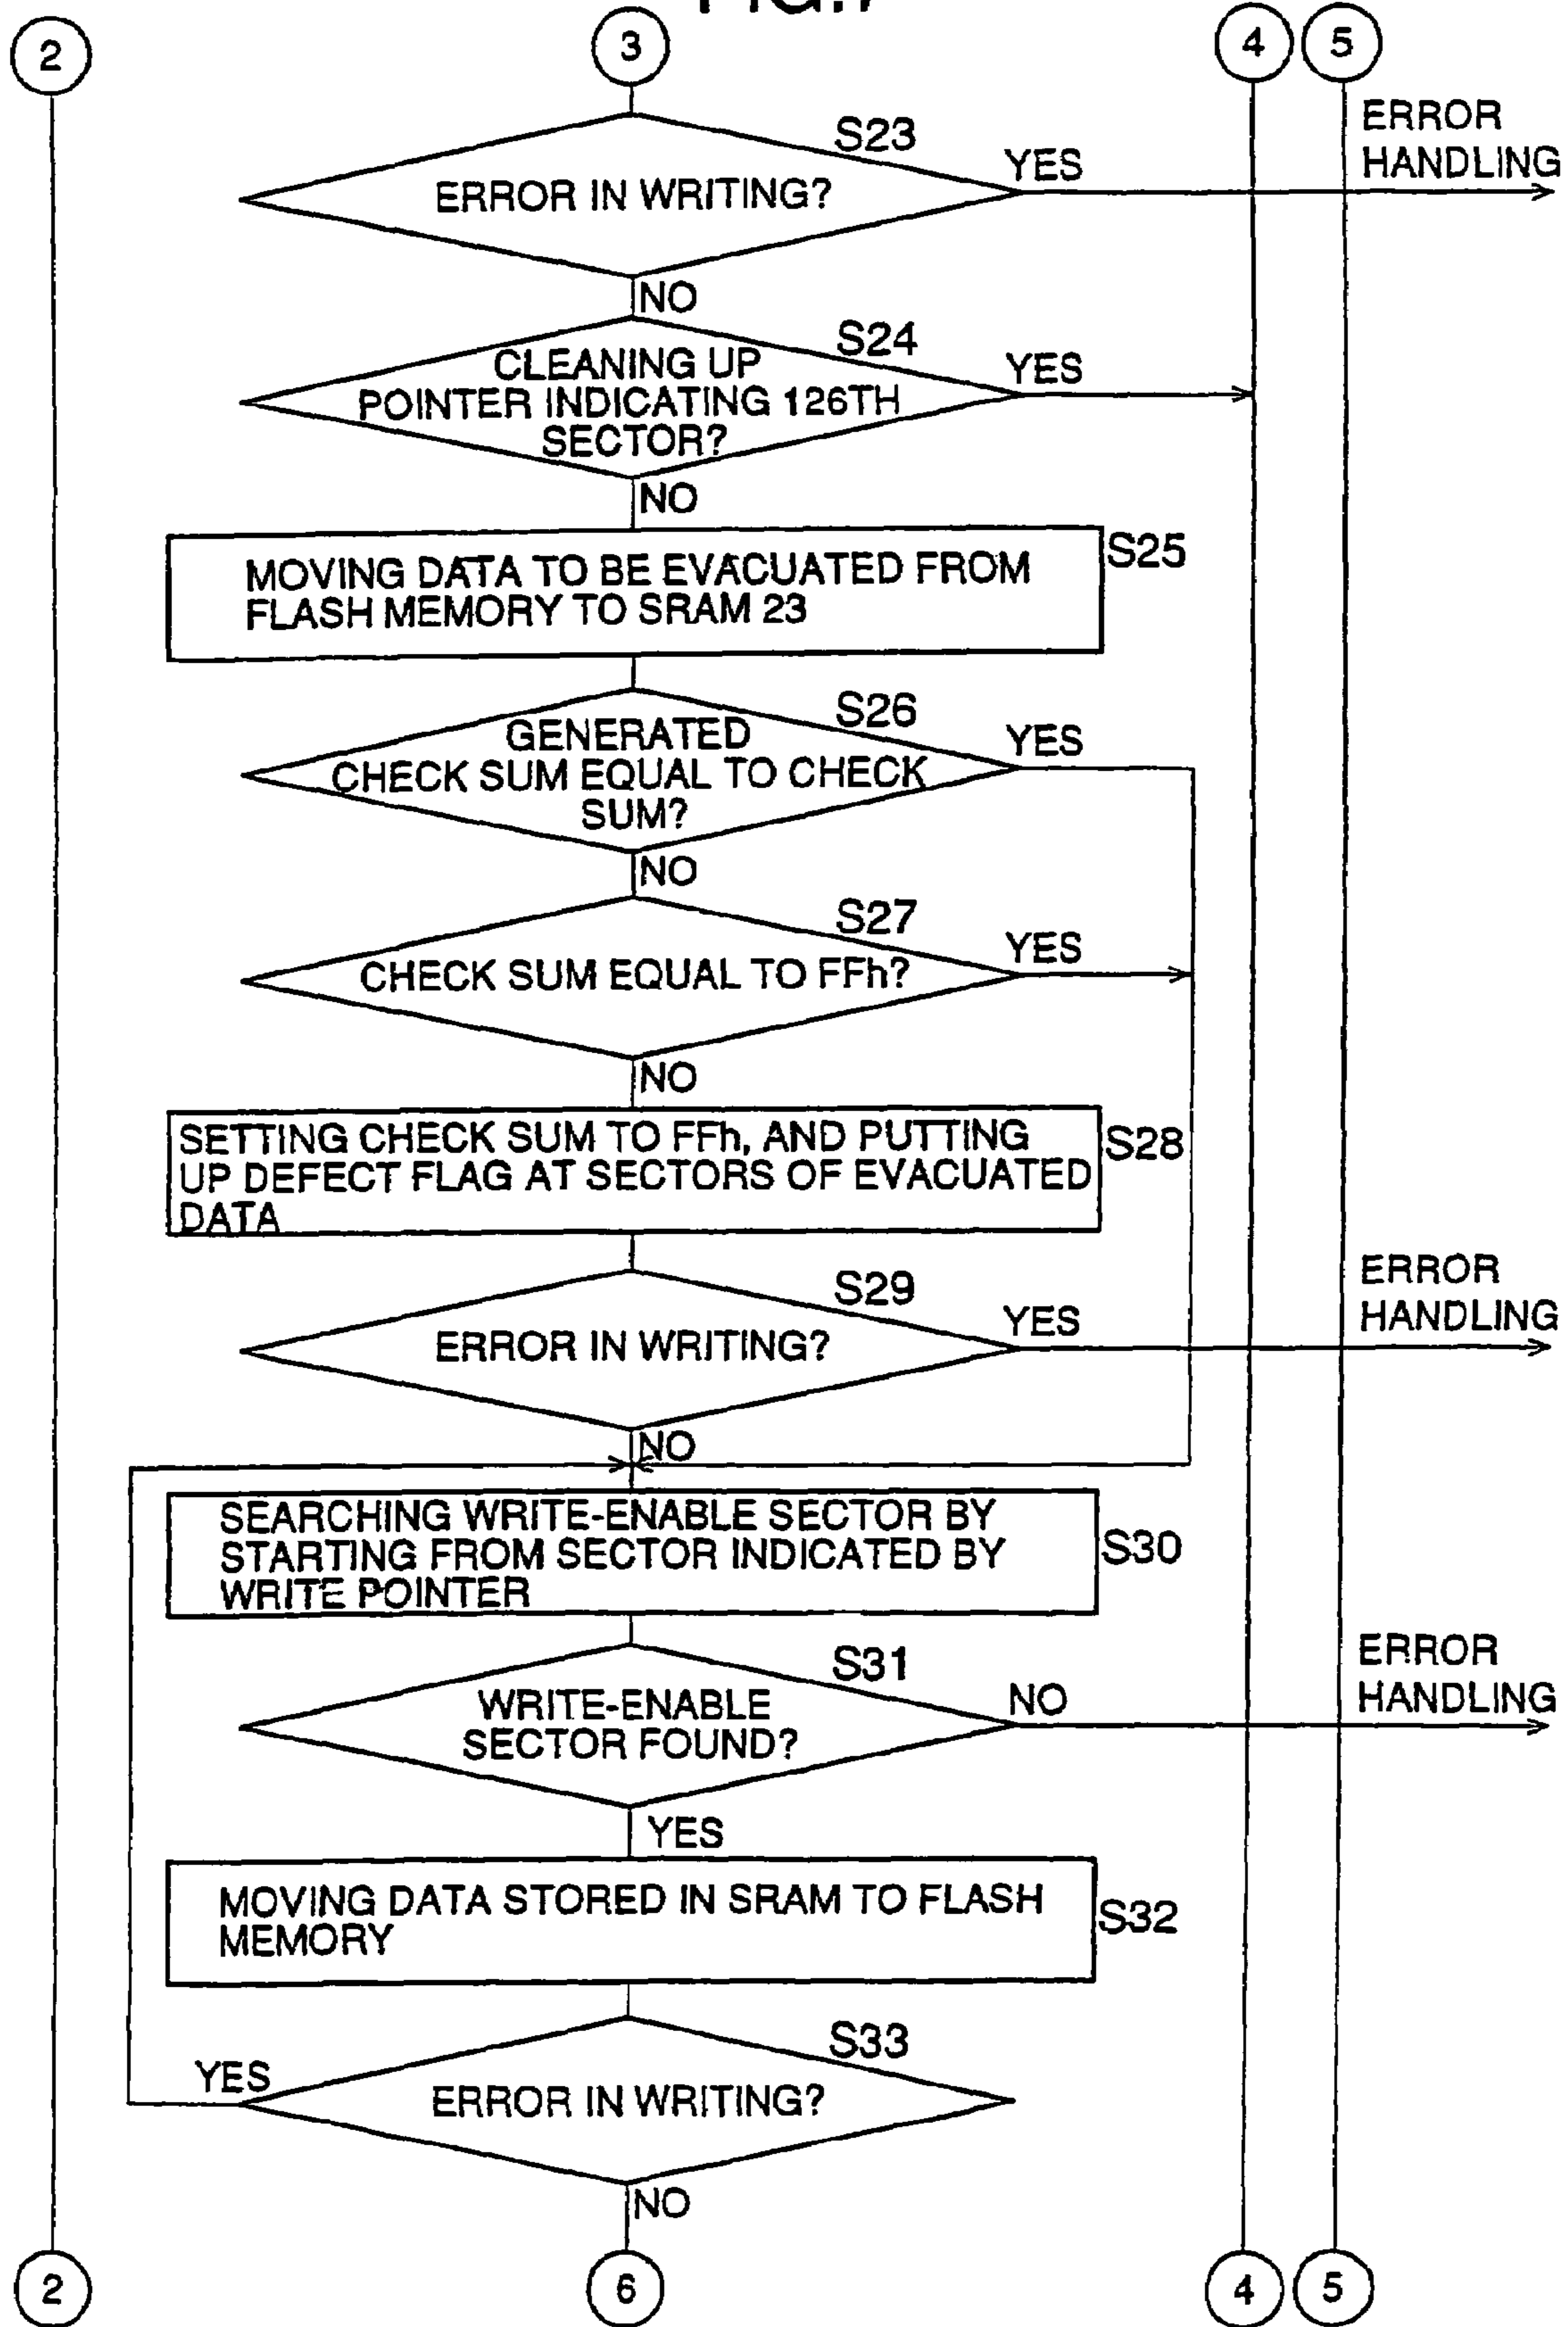 2
3
4
5
S23
ERROR
HANDLING
YES
ERROR IN WRITING?
NO
S24
YES
CLEANING UP
POINTER INDICATING 126TH
SECTOR?
NO
S25
MOVING DATA TO BE EVACUATED FROM
FLASH MEMORY TO SRAM 23
S26
YES
GENERATED
CHECK SUM EQUAL TO CHECK
SUM?
NO
S27
YES
CHECK SUM EQUAL TO FFh?
NO
S28
SETTING CHECK SUM TO FFh, AND PUTTING
UP DEFECT FLAG AT SECTORS OF EVACUATED
DATA
S29
ERROR
HANDLING
YES
ERROR IN WRITING?
NO
SEARCHING WRITE-ENABLE SECTOR BY
STARTING FROM SECTOR INDICATED BY
WRITE POINTER
S30
S31
ERROR
HANDLING
NO
WRITE-ENABLE
SECTOR FOUND?
YES
MOVING DATA STORED IN SRAM TO FLASH
MEMORY
S32
S33
YES
ERROR IN WRITING?
NO
2
6
4
5